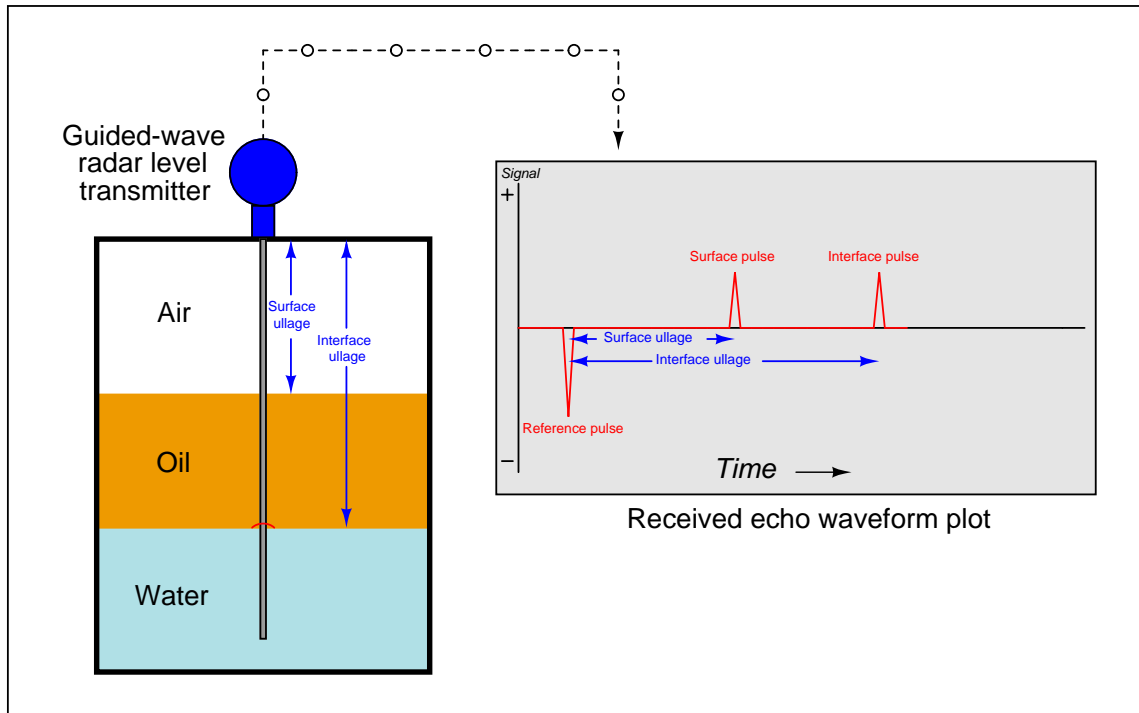 Guided-wave
radar level
transmitter
Air
Surface
ullage
Interface
ullage
Oil
Water
Signal
+
Surface pulse
Interface pulse
Surface ullage
Interface ullage
Reference pulse
−
Time
Received echo waveform plot